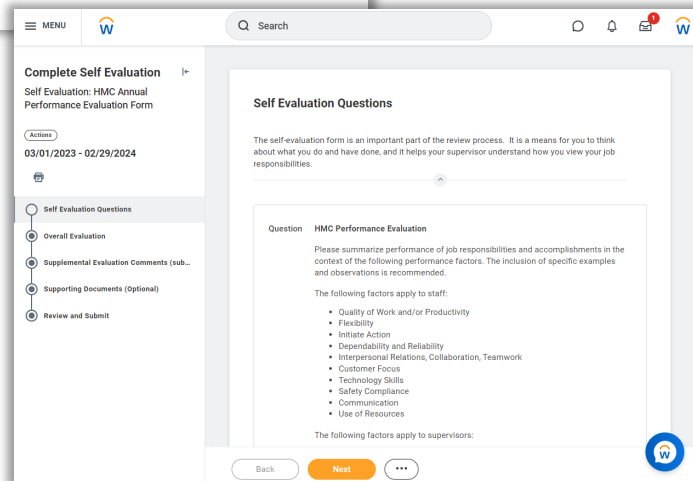 MENU
Search
1
Complete Self Evaluation
Self Evaluation: HMC Annual
Performance Evaluation Form
Actions
03/01/2023 - 02/29/2024
Self Evaluation Questions
Overall Evaluation
Supplemental Evaluation Comments (sub...
Supporting Documents (Optional)
Review and Submit
Self Evaluation Questions
The self-evaluation form is an important part of the review process. It is a means for you to think
about what you do and have done, and it helps your supervisor understand how you view your job
responsibilities.
Question HMC Performance Evaluation
Please summarize performance of job responsibilities and accomplishments in the
context of the following performance factors. The inclusion of specific examples
and observations is recommended.
The following factors apply to staff:
• Quality of Work and/or Productivity
• Flexibility
• Initiate Action
• Dependability and Reliability
• Interpersonal Relations, Collaboration, Teamwork
• Customer Focus
• Technology Skills
• Safety Compliance
• Communication
• Use of Resources
The following factors apply to supervisors:
Back
Next